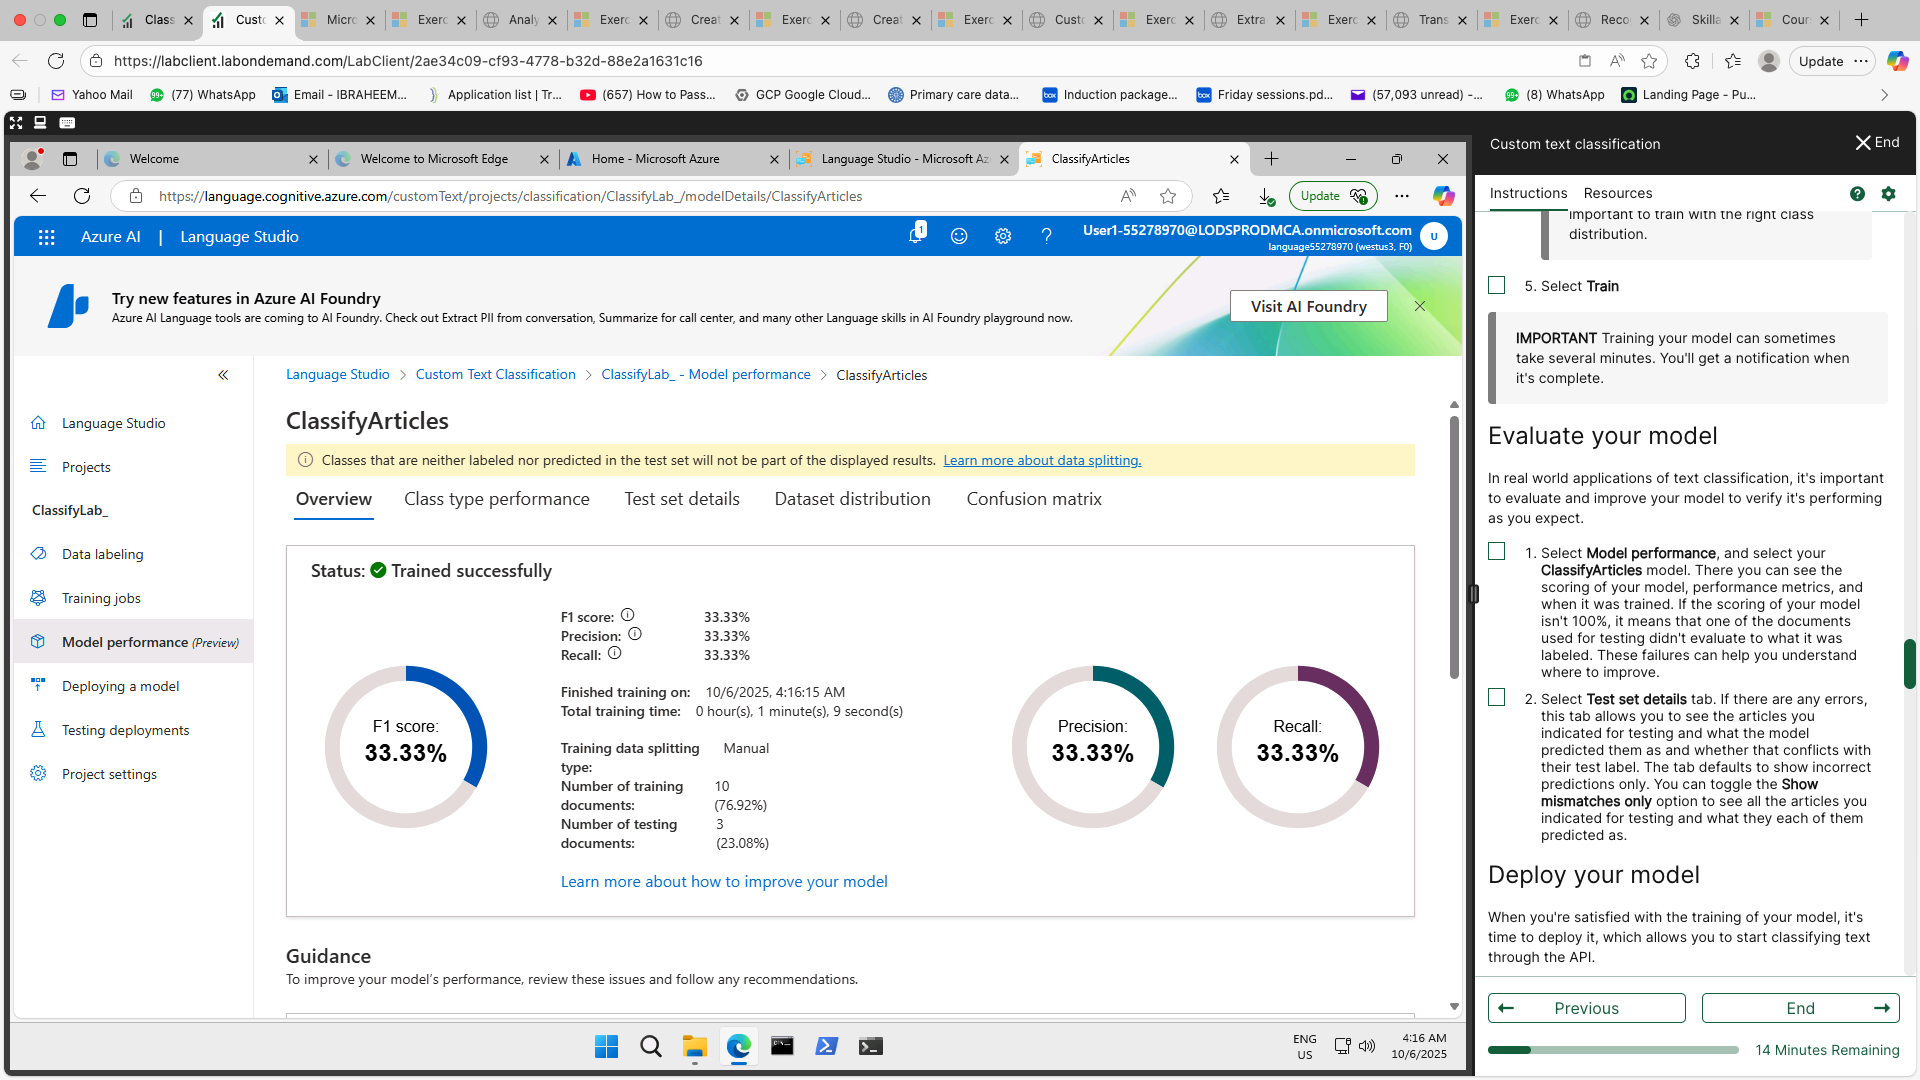 Class
Custo
Micro
Exerc
Analy
Exerc
Creat
Exerc
Creat
Exerc
Custo
Exerc
Extra
Exerc
Trans
Exerc
Reco
Skilla
Cour
https://labclient.labondemand.com/LabClient/2ae34c09-cf93-4778-b32d-88e2a1631c16
Update
Yahoo Mail
(77) WhatsApp
Email - IBRAHEEM...
Application list | Tr...
(657) How to Pass...
GCP Google Cloud...
Primary care data...
Induction package...
Friday sessions.pd...
(57,093 unread) -...
(8) WhatsApp
Landing Page - Pu...
Welcome
Welcome to Microsoft Edge
Home - Microsoft Azure
Language Studio - Microsoft Az
ClassifyArticles
https://language.cognitive.azure.com/customText/projects/classification/ClassifyLab_/modelDetails/ClassifyArticles
Update
Azure AI | Language Studio
1
User1-55278970@LODSPRODMCA.onmicrosoft.com
language55278970 (westus3, F0)
U
Try new features in Azure AI Foundry
Azure AI Language tools are coming to AI Foundry. Check out Extract PII from conversation, Summarize for call center, and many other Language skills in AI Foundry playground now.
Visit AI Foundry
Language Studio
Projects
ClassifyLab_
Data labeling
Training jobs
Model performance (Preview)
Deploying a model
Testing deployments
Project settings
Language Studio > Custom Text Classification > ClassifyLab_ - Model performance > ClassifyArticles
ClassifyArticles
Classes that are neither labeled nor predicted in the test set will not be part of the displayed results. Learn more about data splitting.
Overview
Class type performance
Test set details
Dataset distribution
Confusion matrix
Status: Trained successfully
F1 score:
33.33%
F1 score: 33.33%
Precision: 33.33%
Recall: 33.33%
Finished training on: 10/6/2025, 4:16:15 AM
Total training time: 0 hour(s), 1 minute(s), 9 second(s)
Training data splitting type: Manual
Number of training documents: 10 (76.92%)
Number of testing documents: 3 (23.08%)
Learn more about how to improve your model
Precision:
33.33%
Recall:
33.33%
Guidance
To improve your model's performance, review these issues and follow any recommendations.
ENG
US
4:16 AM
10/6/2025
Custom text classification
End
Instructions
Resources
important to train with the right class
distribution.
5. Select Train
IMPORTANT Training your model can sometimes
take several minutes. You'll get a notification when
it's complete.
Evaluate your model
In real world applications of text classification, it's important
to evaluate and improve your model to verify it's performing
as you expect.
1. Select Model performance, and select your
ClassifyArticles model. There you can see the
scoring of your model, performance metrics, and
when it was trained. If the scoring of your model
isn't 100%, it means that one of the documents
used for testing didn't evaluate to what it was
labeled. These failures can help you understand
where to improve.
2. Select Test set details tab. If there are any errors,
this tab allows you to see the articles you
indicated for testing and what the model
predicted them as and whether that conflicts with
their test label. The tab defaults to show incorrect
predictions only. You can toggle the Show
mismatches only option to see all the articles you
indicated for testing and what they each of them
predicted as.
Deploy your model
When you're satisfied with the training of your model, it's
time to deploy it, which allows you to start classifying text
through the API.
Previous
End
14 Minutes Remaining